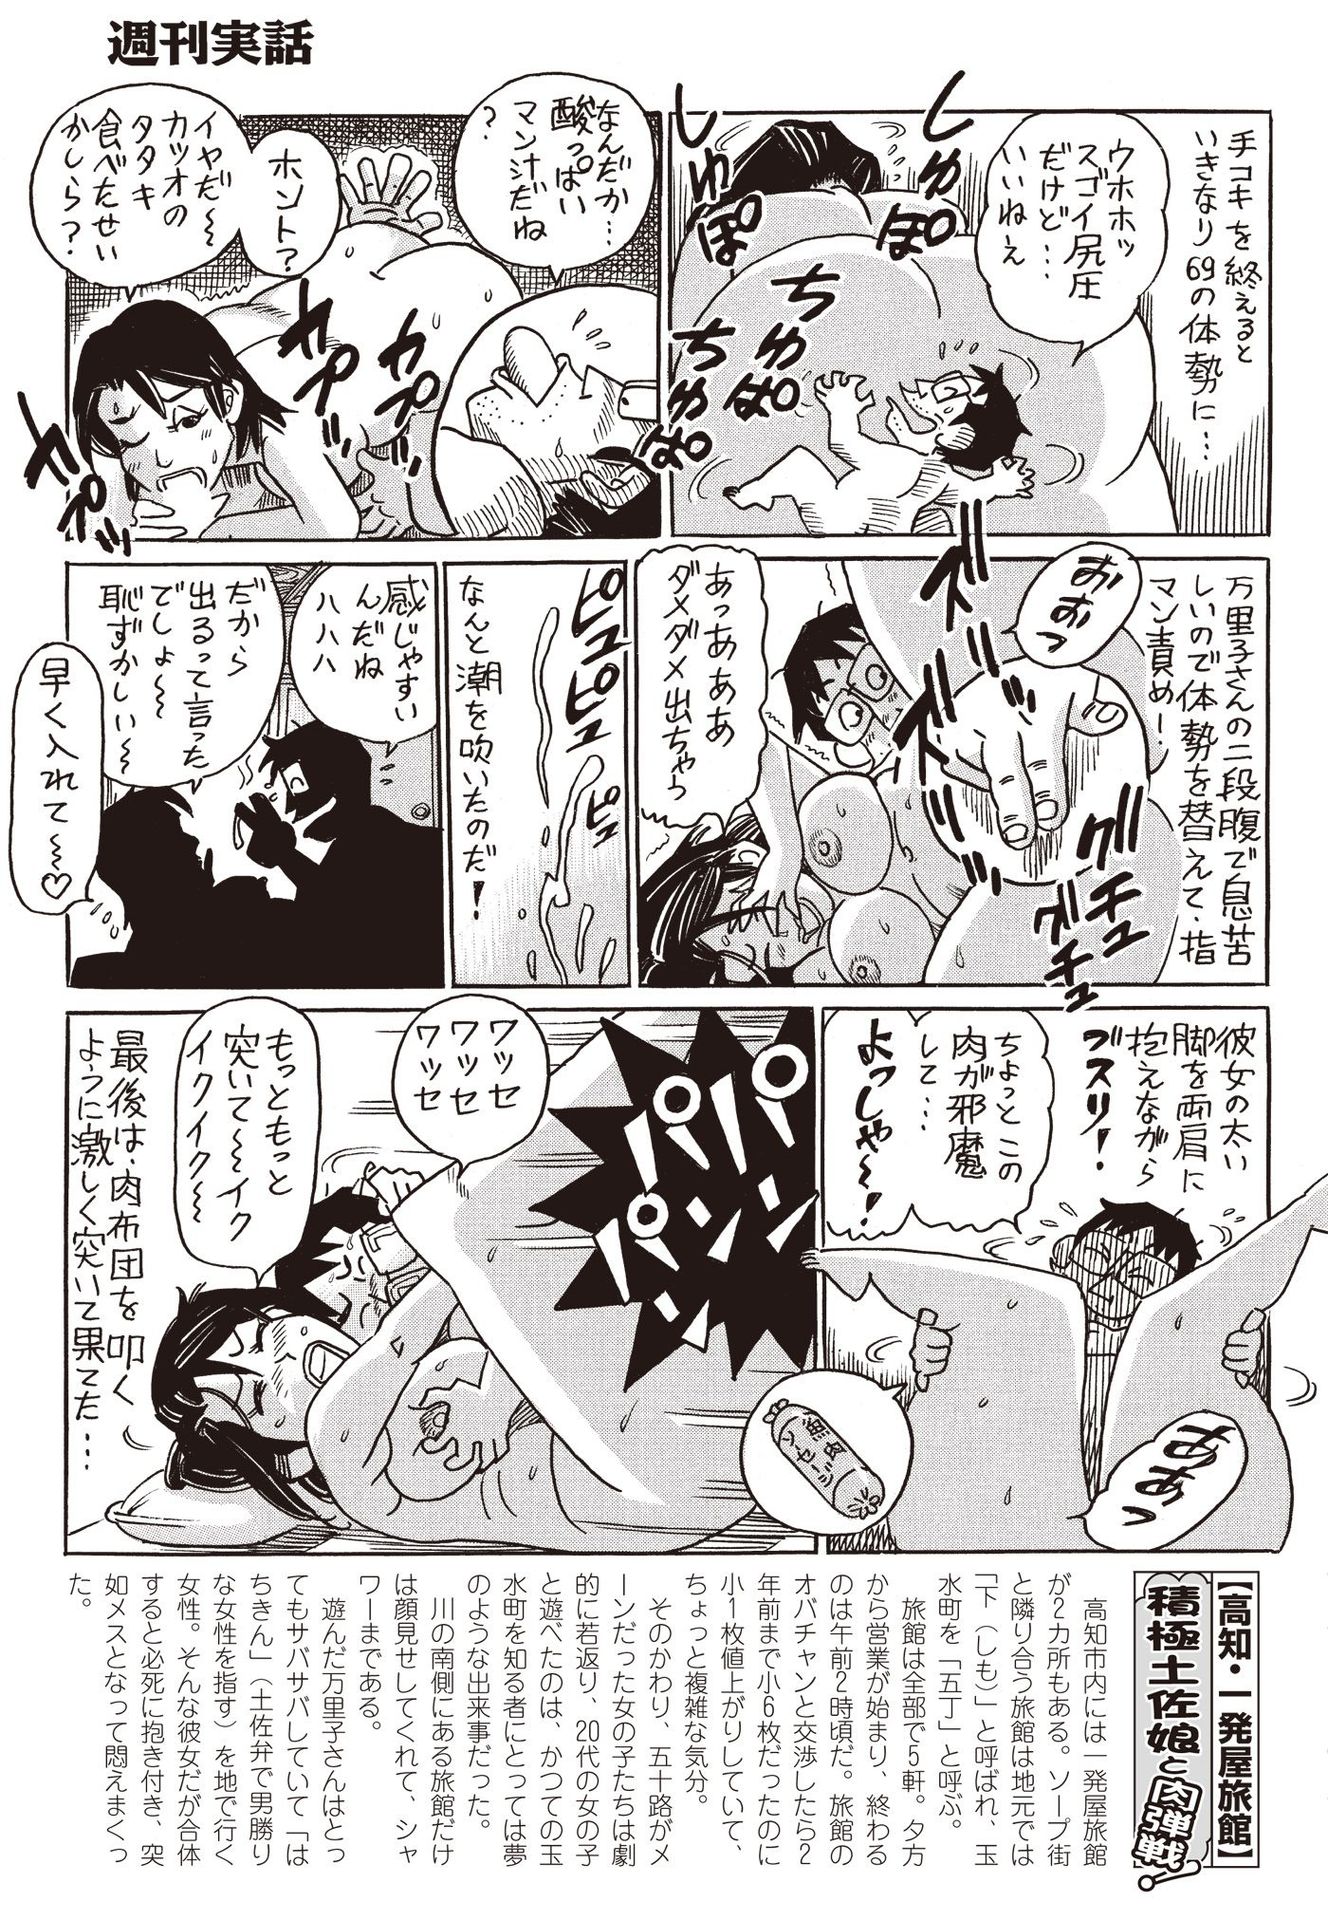 週刊実話
手コキを終えると
いきなり69の体勢に…
ウホホッ
スゴイ尻圧
だけど…
いいねえ
しゅぽ
しゅぽ
ちゅぱ
ちゅぱ
なんだか…
酸っぱい
マン汁だね
?
ホント?
イヤだ〜
カツオの
タタキ
食べたせい
かしら?
カプ
カプ
カプ
万里子さんの二段腹で息苦
しいので体勢を替えて、指
マン責め!
おおっ
あっあああ
ダメダメ出ちゃう
グチュ
グチュ
なんと潮を吹いたのだ!
ピュ
ピュ
ピュ
感じやすい
んだね
ハハハ
だから
出るって言った
でしょ〜
恥ずかしい〜
早く入れて〜♡
彼女の太い
脚を両肩に
抱えながら
ブスリ!
ちょっとこの
肉が邪魔
して…
よっしゃ〜!
魚肉
ソーセージ
ああっ
パン!
パン!
パン!
ワッセ
ワッセ
ワッセ
もっともっと
突いて〜イク
イクイク〜
最後は、肉布団を叩く
ように激しく突いて果てた…
【高知・一発屋旅館】
積極土佐娘と肉弾戦!
高知市内には一発屋旅館
が2カ所もある。ソープ街
と隣り合う旅館は地元では
「下(しも)」と呼ばれ、玉
水町を「五丁」と呼ぶ。
旅館は全部で5軒。夕方
から営業が始まり、終わる
のは午前2時頃だ。旅館の
オバチャンと交渉したら2
年前まで小6枚だったのに
小1枚値上がりしていて、
ちょっと複雑な気分。
そのかわり、五十路がメ
ーンだった女の子たちは劇
的に若返り、20代の女の子
と遊べたのは、かつての玉
水町を知る者にとっては夢
のような出来事だった。
川の南側にある旅館だけ
は顔見せしてくれて、シャ
ワーまである。
遊んだ万里子さんはとっ
てもサバサバしていて「は
ちきん」(土佐弁で男勝り
な女性を指す)を地で行く
女性。そんな彼女だが合体
すると必死に抱き付き、突
如メスとなって悶えまくっ
た。